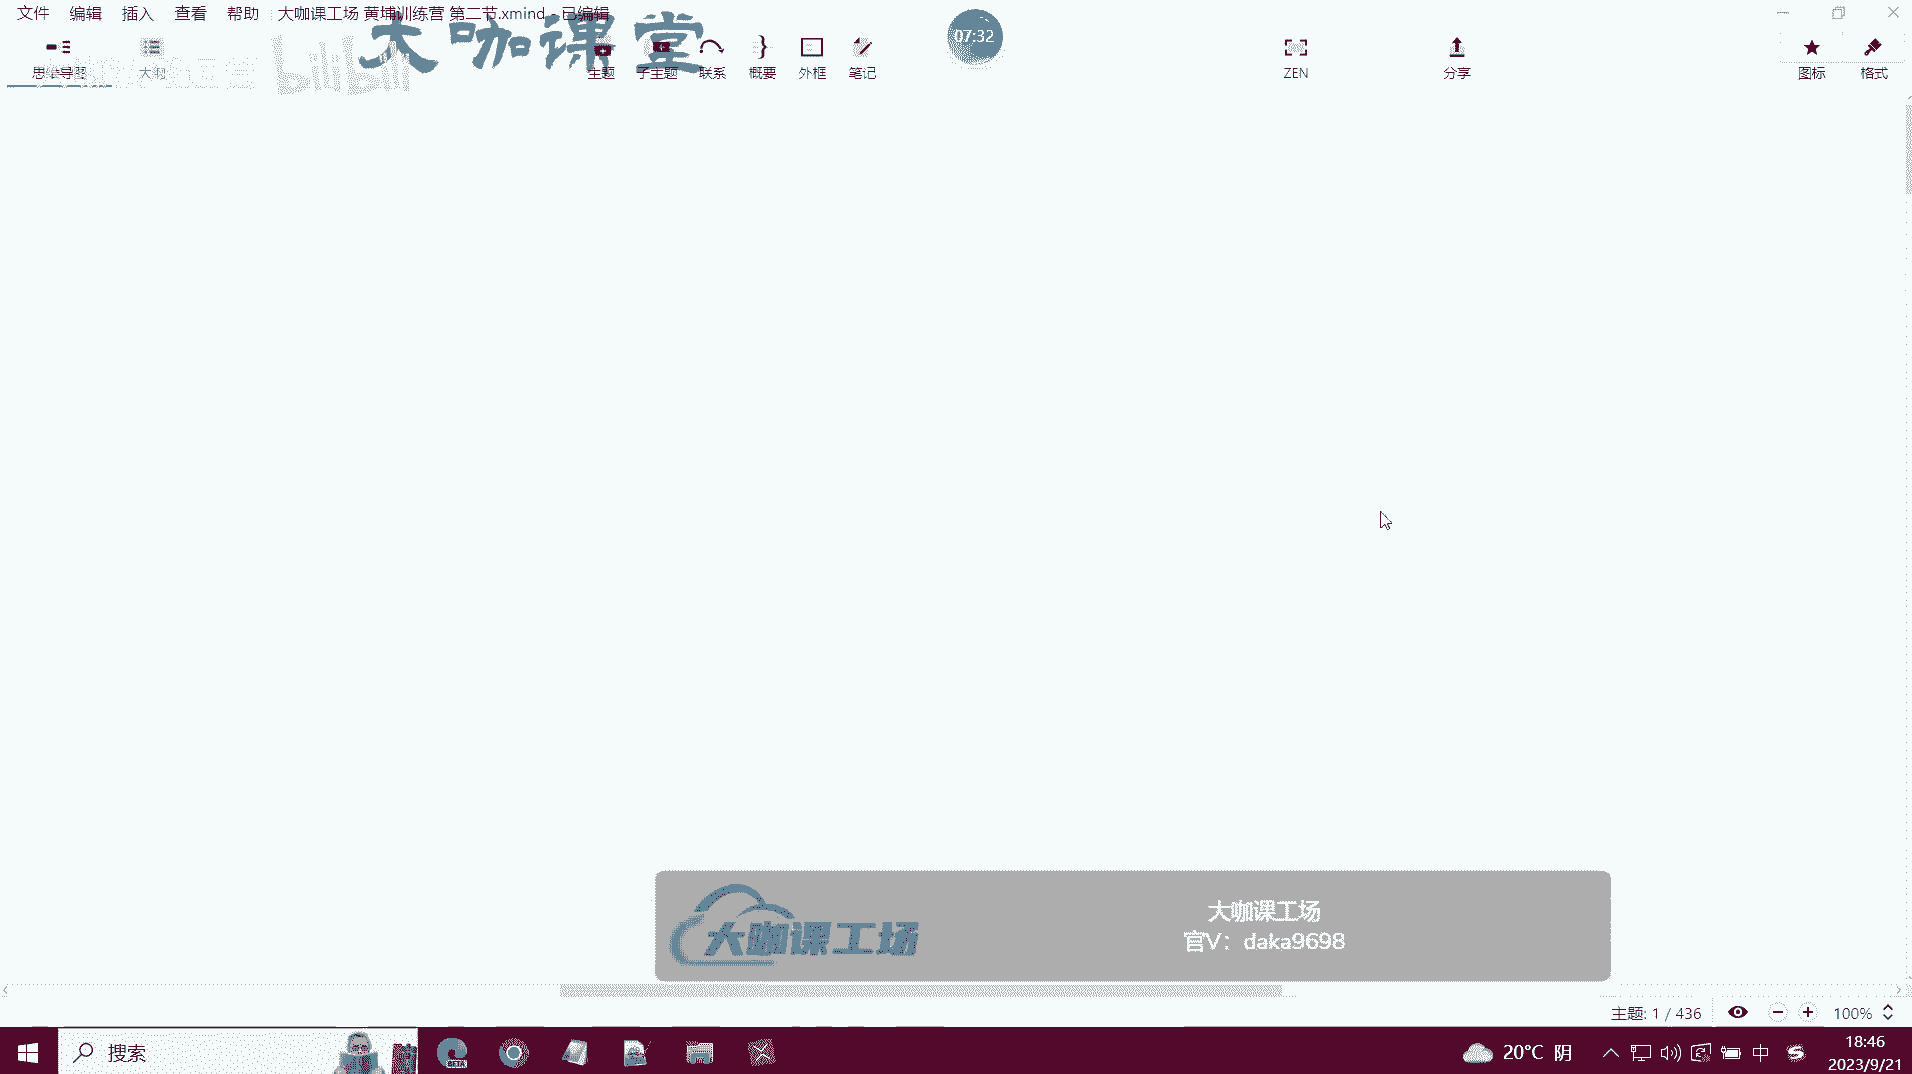 文件 编辑 插入 查看 帮助 大咖课工场 黄埔训练营 第二节.xmind - 已编辑
大咖课堂
bilibili
07:32
思维导图 大纲 主题 子主题 联系 概要 外框 笔记 ZEN 分享 图标 格式
大咖课工场
大咖课工场
官V：daka9698
主题: 1 / 436
100%
搜索
BETA
20°C 阴
中
18:46
2023/9/21